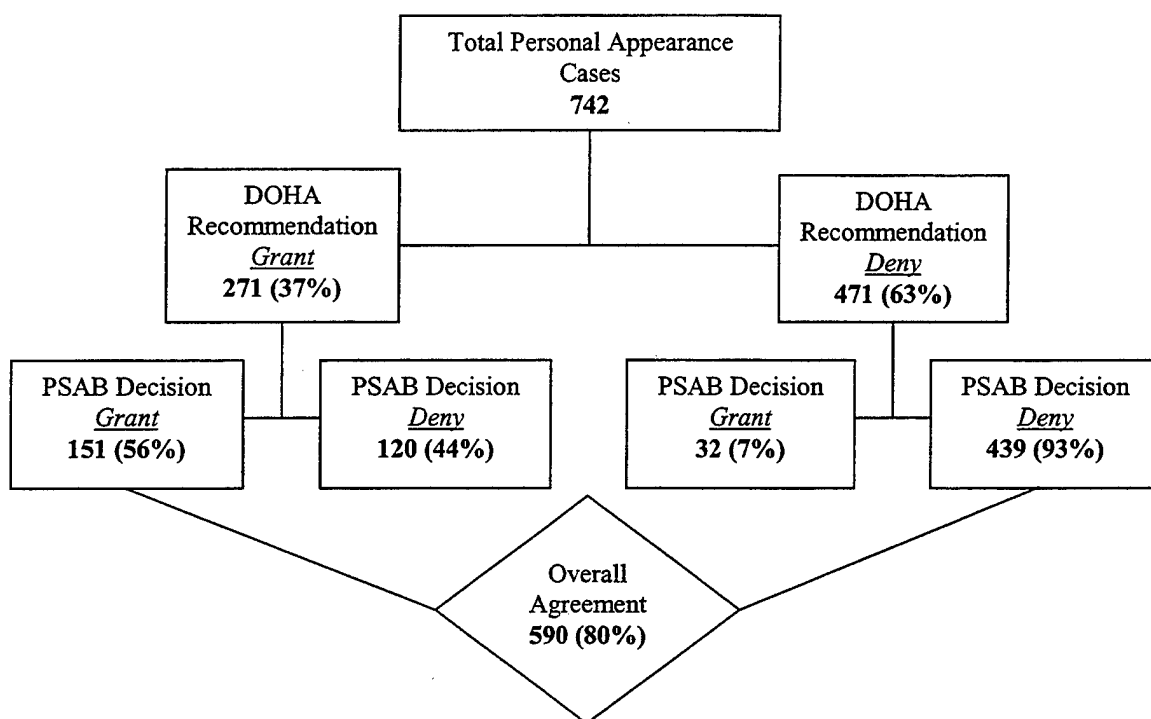 Total Personal Appearance
Cases
742
DOHA
Recommendation
Grant
271 (37%)
DOHA
Recommendation
Deny
471 (63%)
PSAB Decision
Grant
151 (56%)
PSAB Decision
Deny
120 (44%)
PSAB Decision
Grant
32 (7%)
PSAB Decision
Deny
439 (93%)
Overall
Agreement
590 (80%)